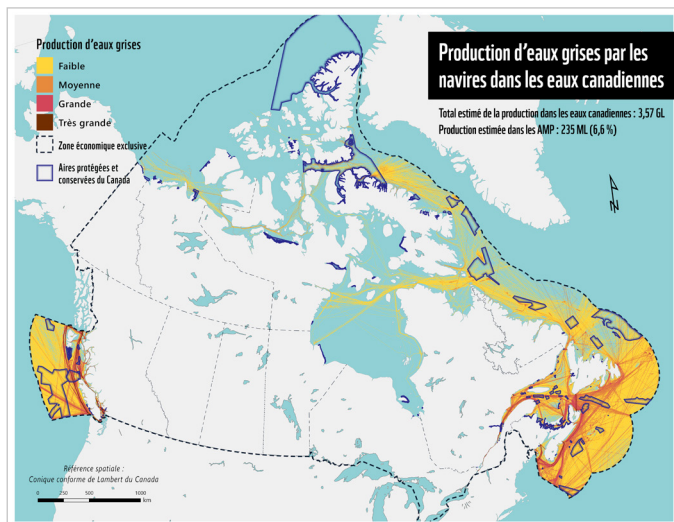 Production d'eaux grises par les
navires dans les eaux canadiennes
Total estimé de la production dans les eaux canadiennes : 3,57 GL
Production estimée dans les AMP : 235 ML (6,6 %)
Production d'eaux grises
Faible
Moyenne
Grande
Très grande
Zone économique exclusive
Aires protégées et
conservées du Canada
N
Référence spatiale :
Conique conforme de Lambert du Canada
0 250 500 1000
km